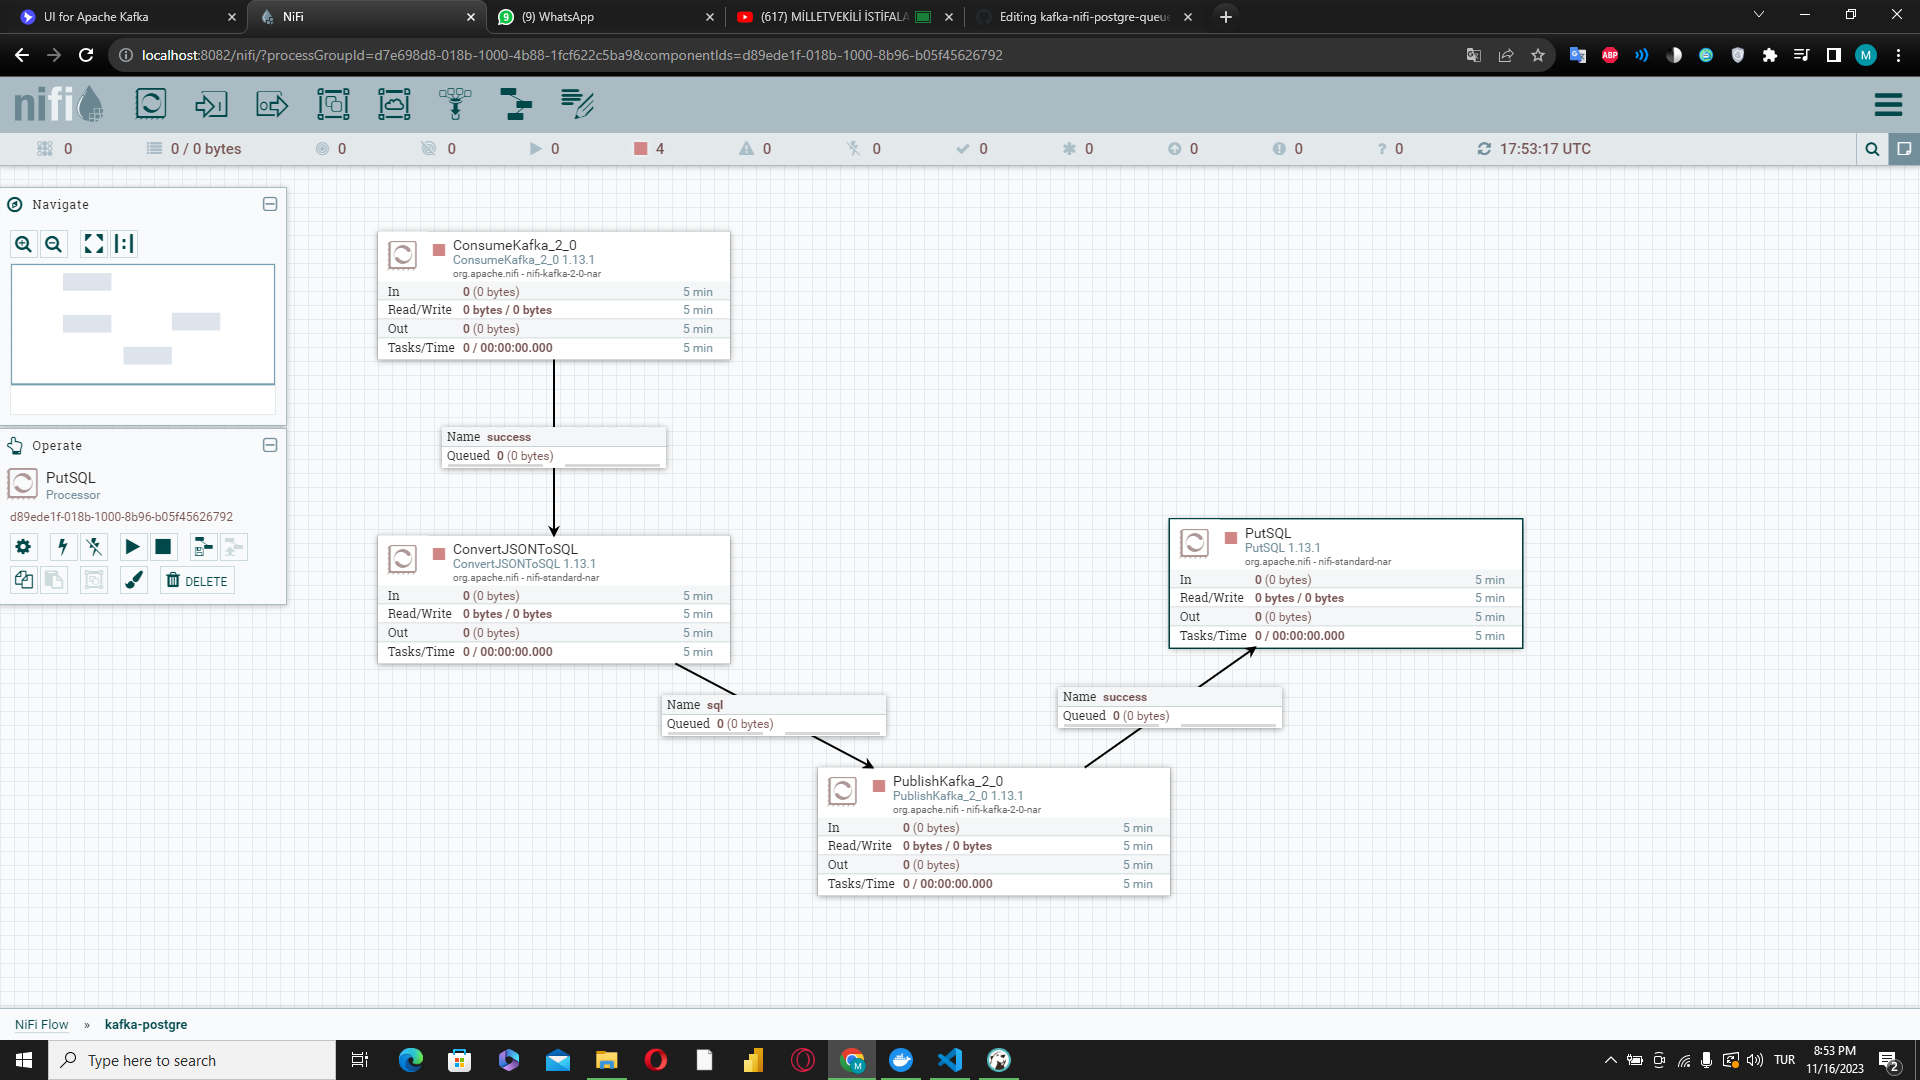 UI for Apache Kafka
NiFi
(9) WhatsApp
(617) MİLLETVEKİLİ İSTİFALA
Editing kafka-nifi-postgre-queue
localhost:8082/nifi/?processGroupId=d7e698d8-018b-1000-4b88-1fcf622c5ba9&componentIds=d89ede1f-018b-1000-8b96-b05f45626792
ABP
M
nifi
0
0 / 0 bytes
0
0
0
4
0
0
0
0
0
0
0
17:53:17 UTC
Navigate
Operate
PutSQL
Processor
d89ede1f-018b-1000-8b96-b05f45626792
DELETE
ConsumeKafka_2_0
ConsumeKafka_2_0 1.13.1
org.apache.nifi - nifi-kafka-2-0-nar
In 0 (0 bytes) 5 min
Read/Write 0 bytes / 0 bytes 5 min
Out 0 (0 bytes) 5 min
Tasks/Time 0 / 00:00:00.000 5 min
Name success
Queued 0 (0 bytes)
ConvertJSONToSQL
ConvertJSONToSQL 1.13.1
org.apache.nifi - nifi-standard-nar
In 0 (0 bytes) 5 min
Read/Write 0 bytes / 0 bytes 5 min
Out 0 (0 bytes) 5 min
Tasks/Time 0 / 00:00:00.000 5 min
Name sql
Queued 0 (0 bytes)
PublishKafka_2_0
PublishKafka_2_0 1.13.1
org.apache.nifi - nifi-kafka-2-0-nar
In 0 (0 bytes) 5 min
Read/Write 0 bytes / 0 bytes 5 min
Out 0 (0 bytes) 5 min
Tasks/Time 0 / 00:00:00.000 5 min
Name success
Queued 0 (0 bytes)
PutSQL
PutSQL 1.13.1
org.apache.nifi - nifi-standard-nar
In 0 (0 bytes) 5 min
Read/Write 0 bytes / 0 bytes 5 min
Out 0 (0 bytes) 5 min
Tasks/Time 0 / 00:00:00.000 5 min
NiFi Flow » kafka-postgre
Type here to search
TUR
8:53 PM
11/16/2023
2